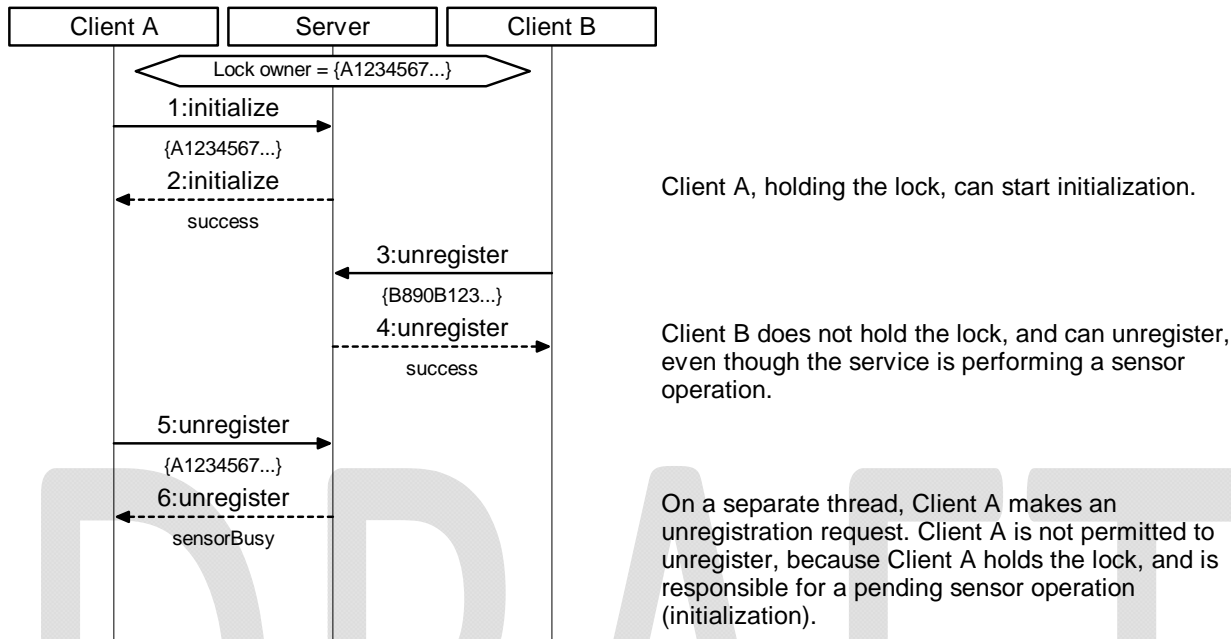 Client A
Server
Client B
Lock owner = {A1234567...}
1:initialize
{A1234567...}
2:initialize
success
Client A, holding the lock, can start initialization.
3:unregister
{B890B123...}
4:unregister
success
Client B does not hold the lock, and can unregister,
even though the service is performing a sensor
operation.
5:unregister
{A1234567...}
6:unregister
sensorBusy
On a separate thread, Client A makes an
unregistration request. Client A is not permitted to
unregister, because Client A holds the lock, and is
responsible for a pending sensor operation
(initialization).
DRAFT